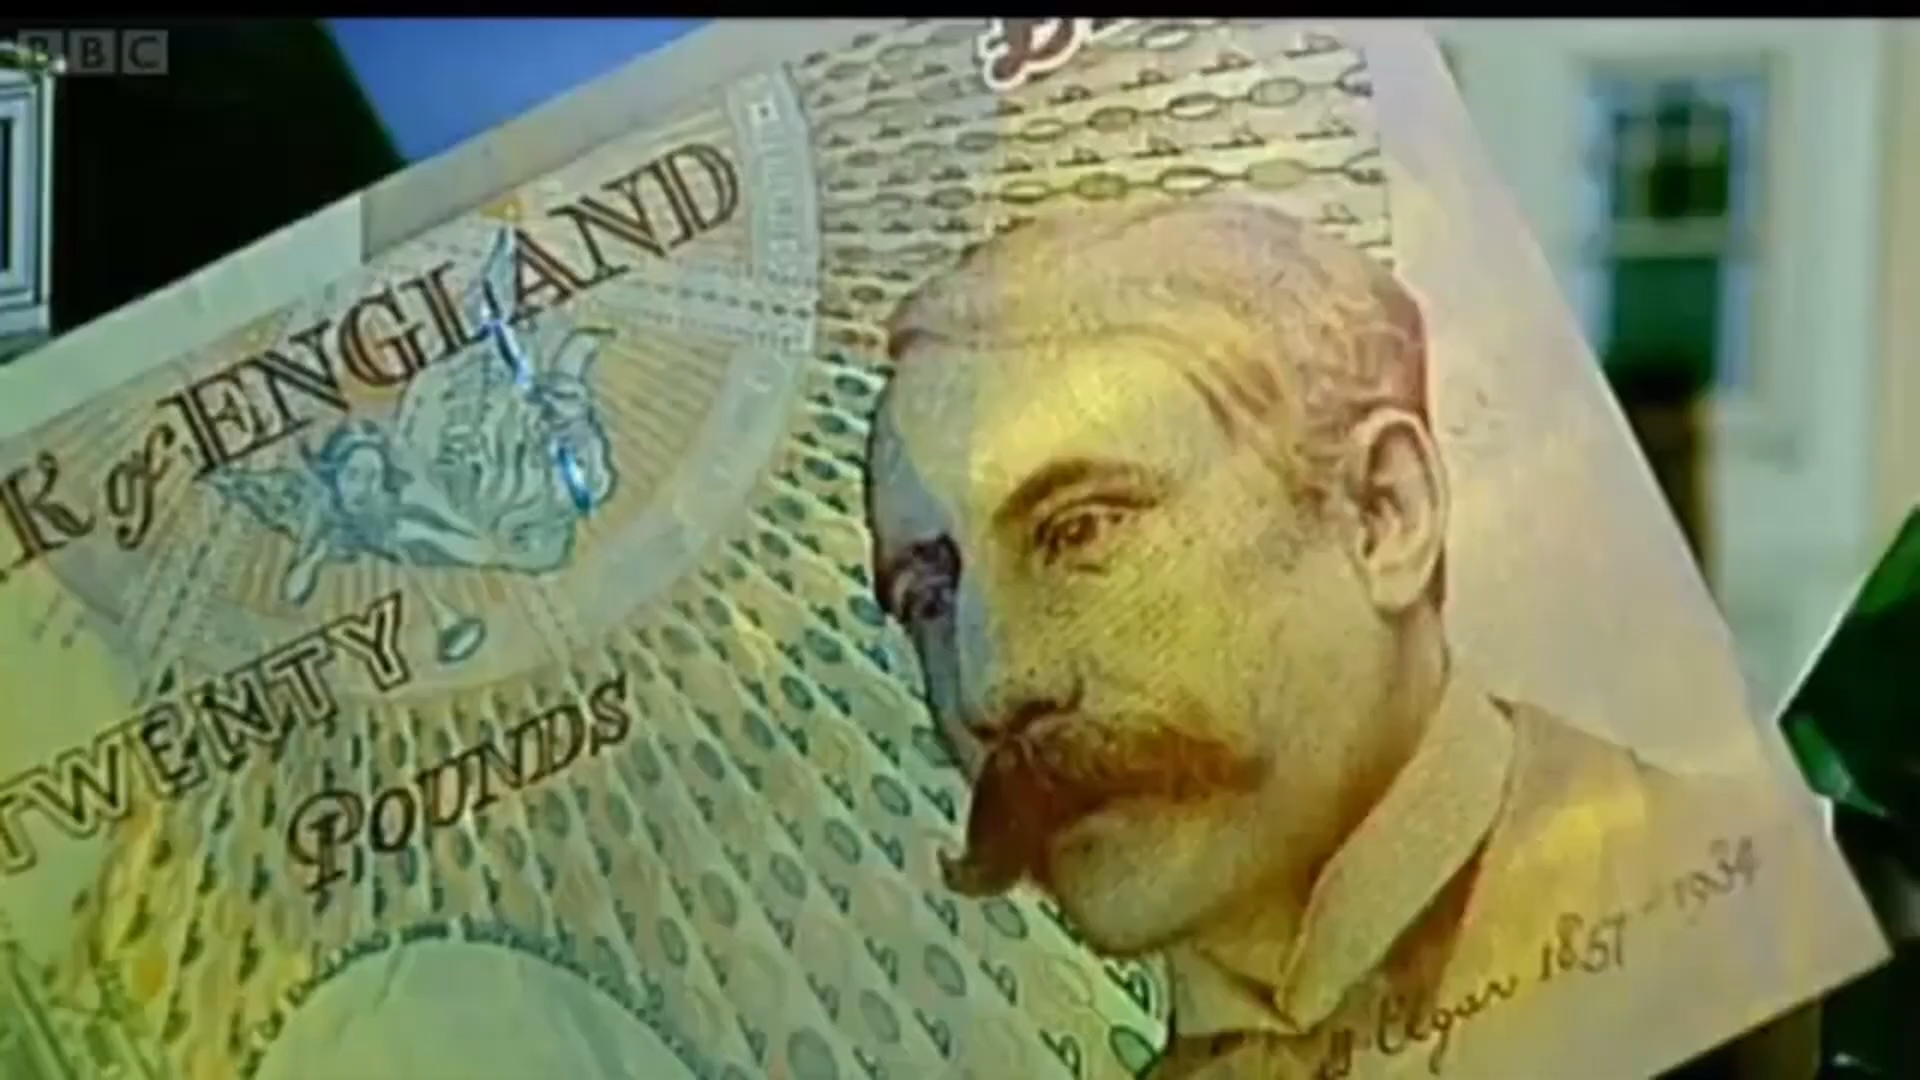 BBC
K of ENGLAND
TWENTY
POUNDS
Elgar 1857 - 1934